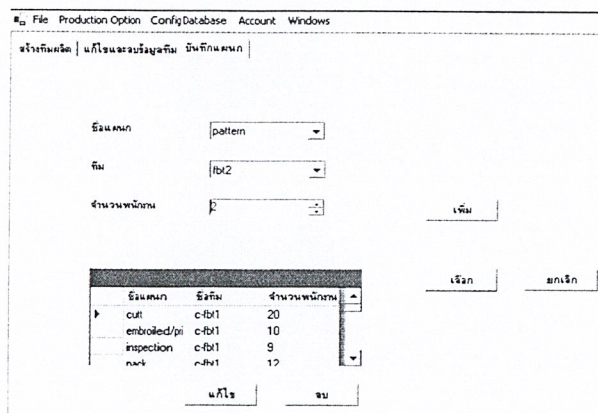 File Production Option ConfigDatabase Account Windows
สร้างทีมผลิต แก้ไขและลบข้อมูลทีม บันทึกแผนก
ชื่อแผนก pattern
ทีม fbt2
จำนวนพนักงาน 2
เพิ่ม
เลือก ยกเลิก
ชื่อแผนก ชื่อทีม จำนวนพนักงาน
cutt c-fbt1 20
embroiled/pri c-fbt1 10
inspection c-fbt1 9
pack c-fbt1 12
แก้ไข ลบ